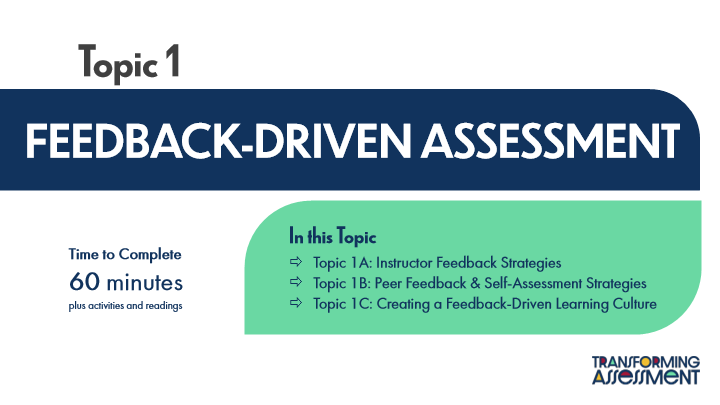 Topic 1
FEEDBACK-DRIVEN ASSESSMENT
Time to Complete
60 minutes
plus activities and readings
In this Topic
⇨ Topic 1A: Instructor Feedback Strategies
⇨ Topic 1B: Peer Feedback & Self-Assessment Strategies
⇨ Topic 1C: Creating a Feedback-Driven Learning Culture
TRANSFORMING
ASSESSMENT